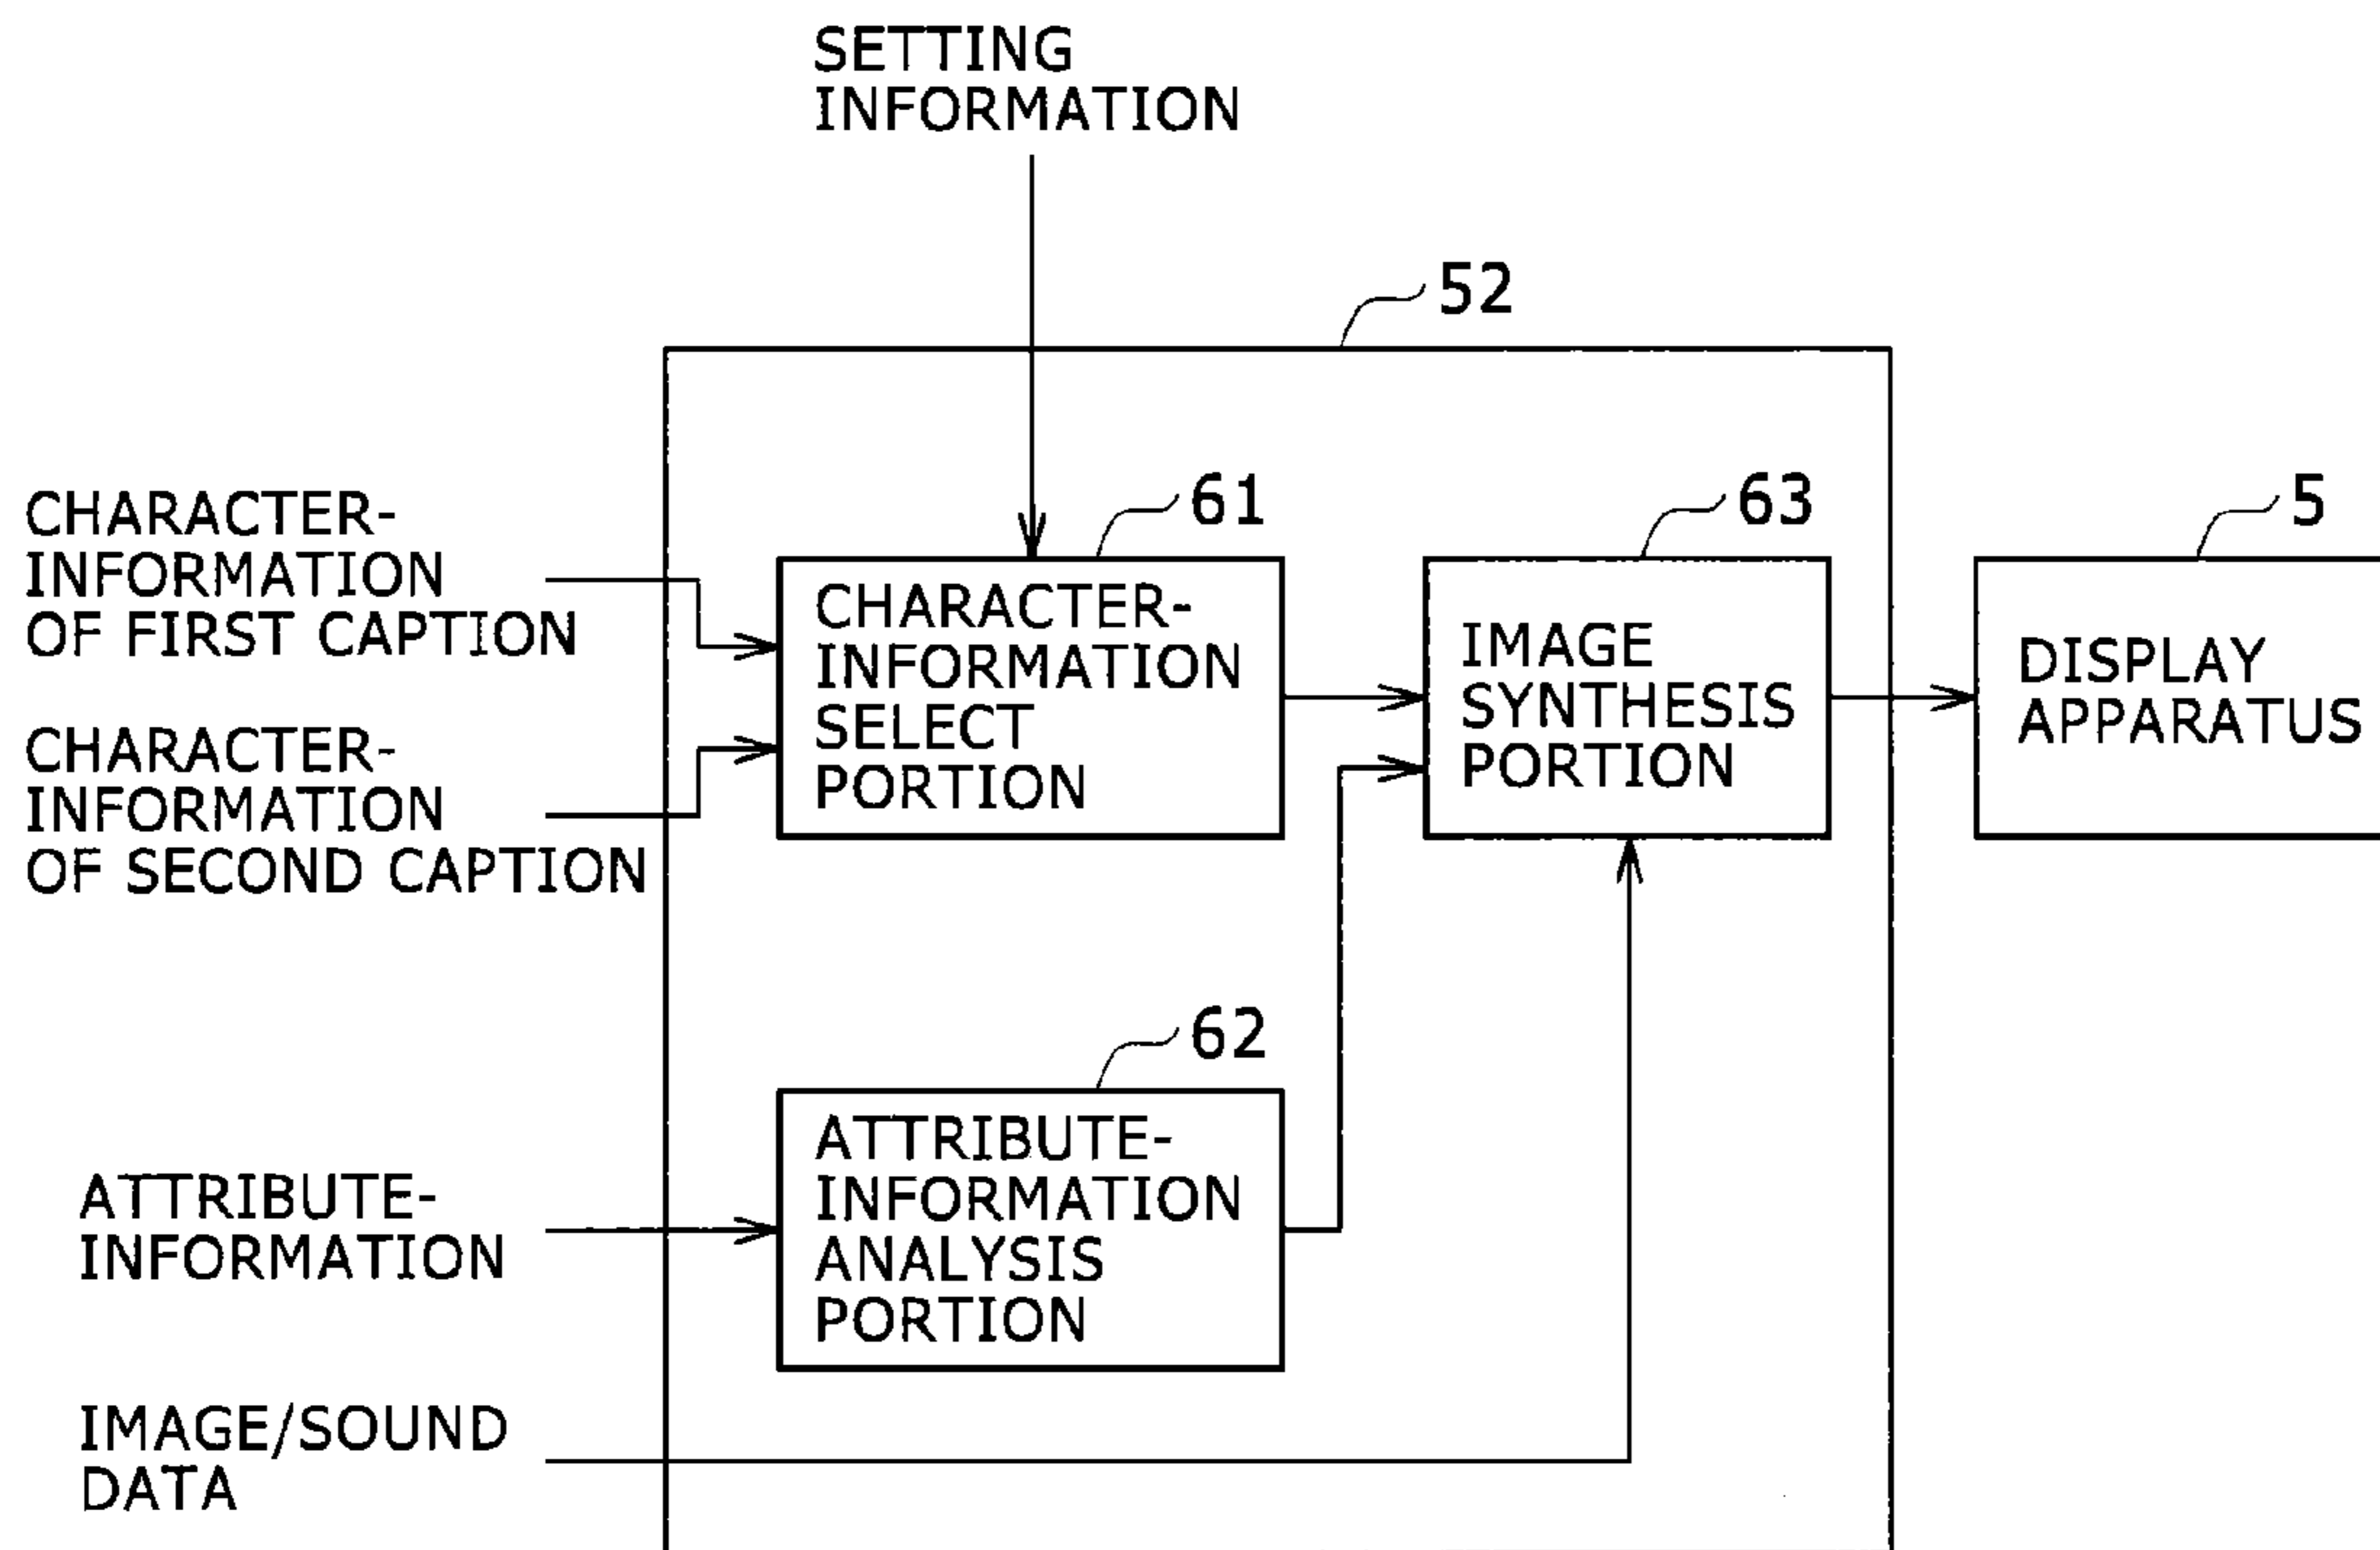 SETTING
INFORMATION
52
CHARACTER-
INFORMATION
OF FIRST CAPTION
CHARACTER-
INFORMATION
OF SECOND CAPTION
61
CHARACTER-
INFORMATION
SELECT
PORTION
63
IMAGE
SYNTHESIS
PORTION
5
DISPLAY
APPARATUS
62
ATTRIBUTE-
INFORMATION
ANALYSIS
PORTION
ATTRIBUTE-
INFORMATION
IMAGE/SOUND
DATA